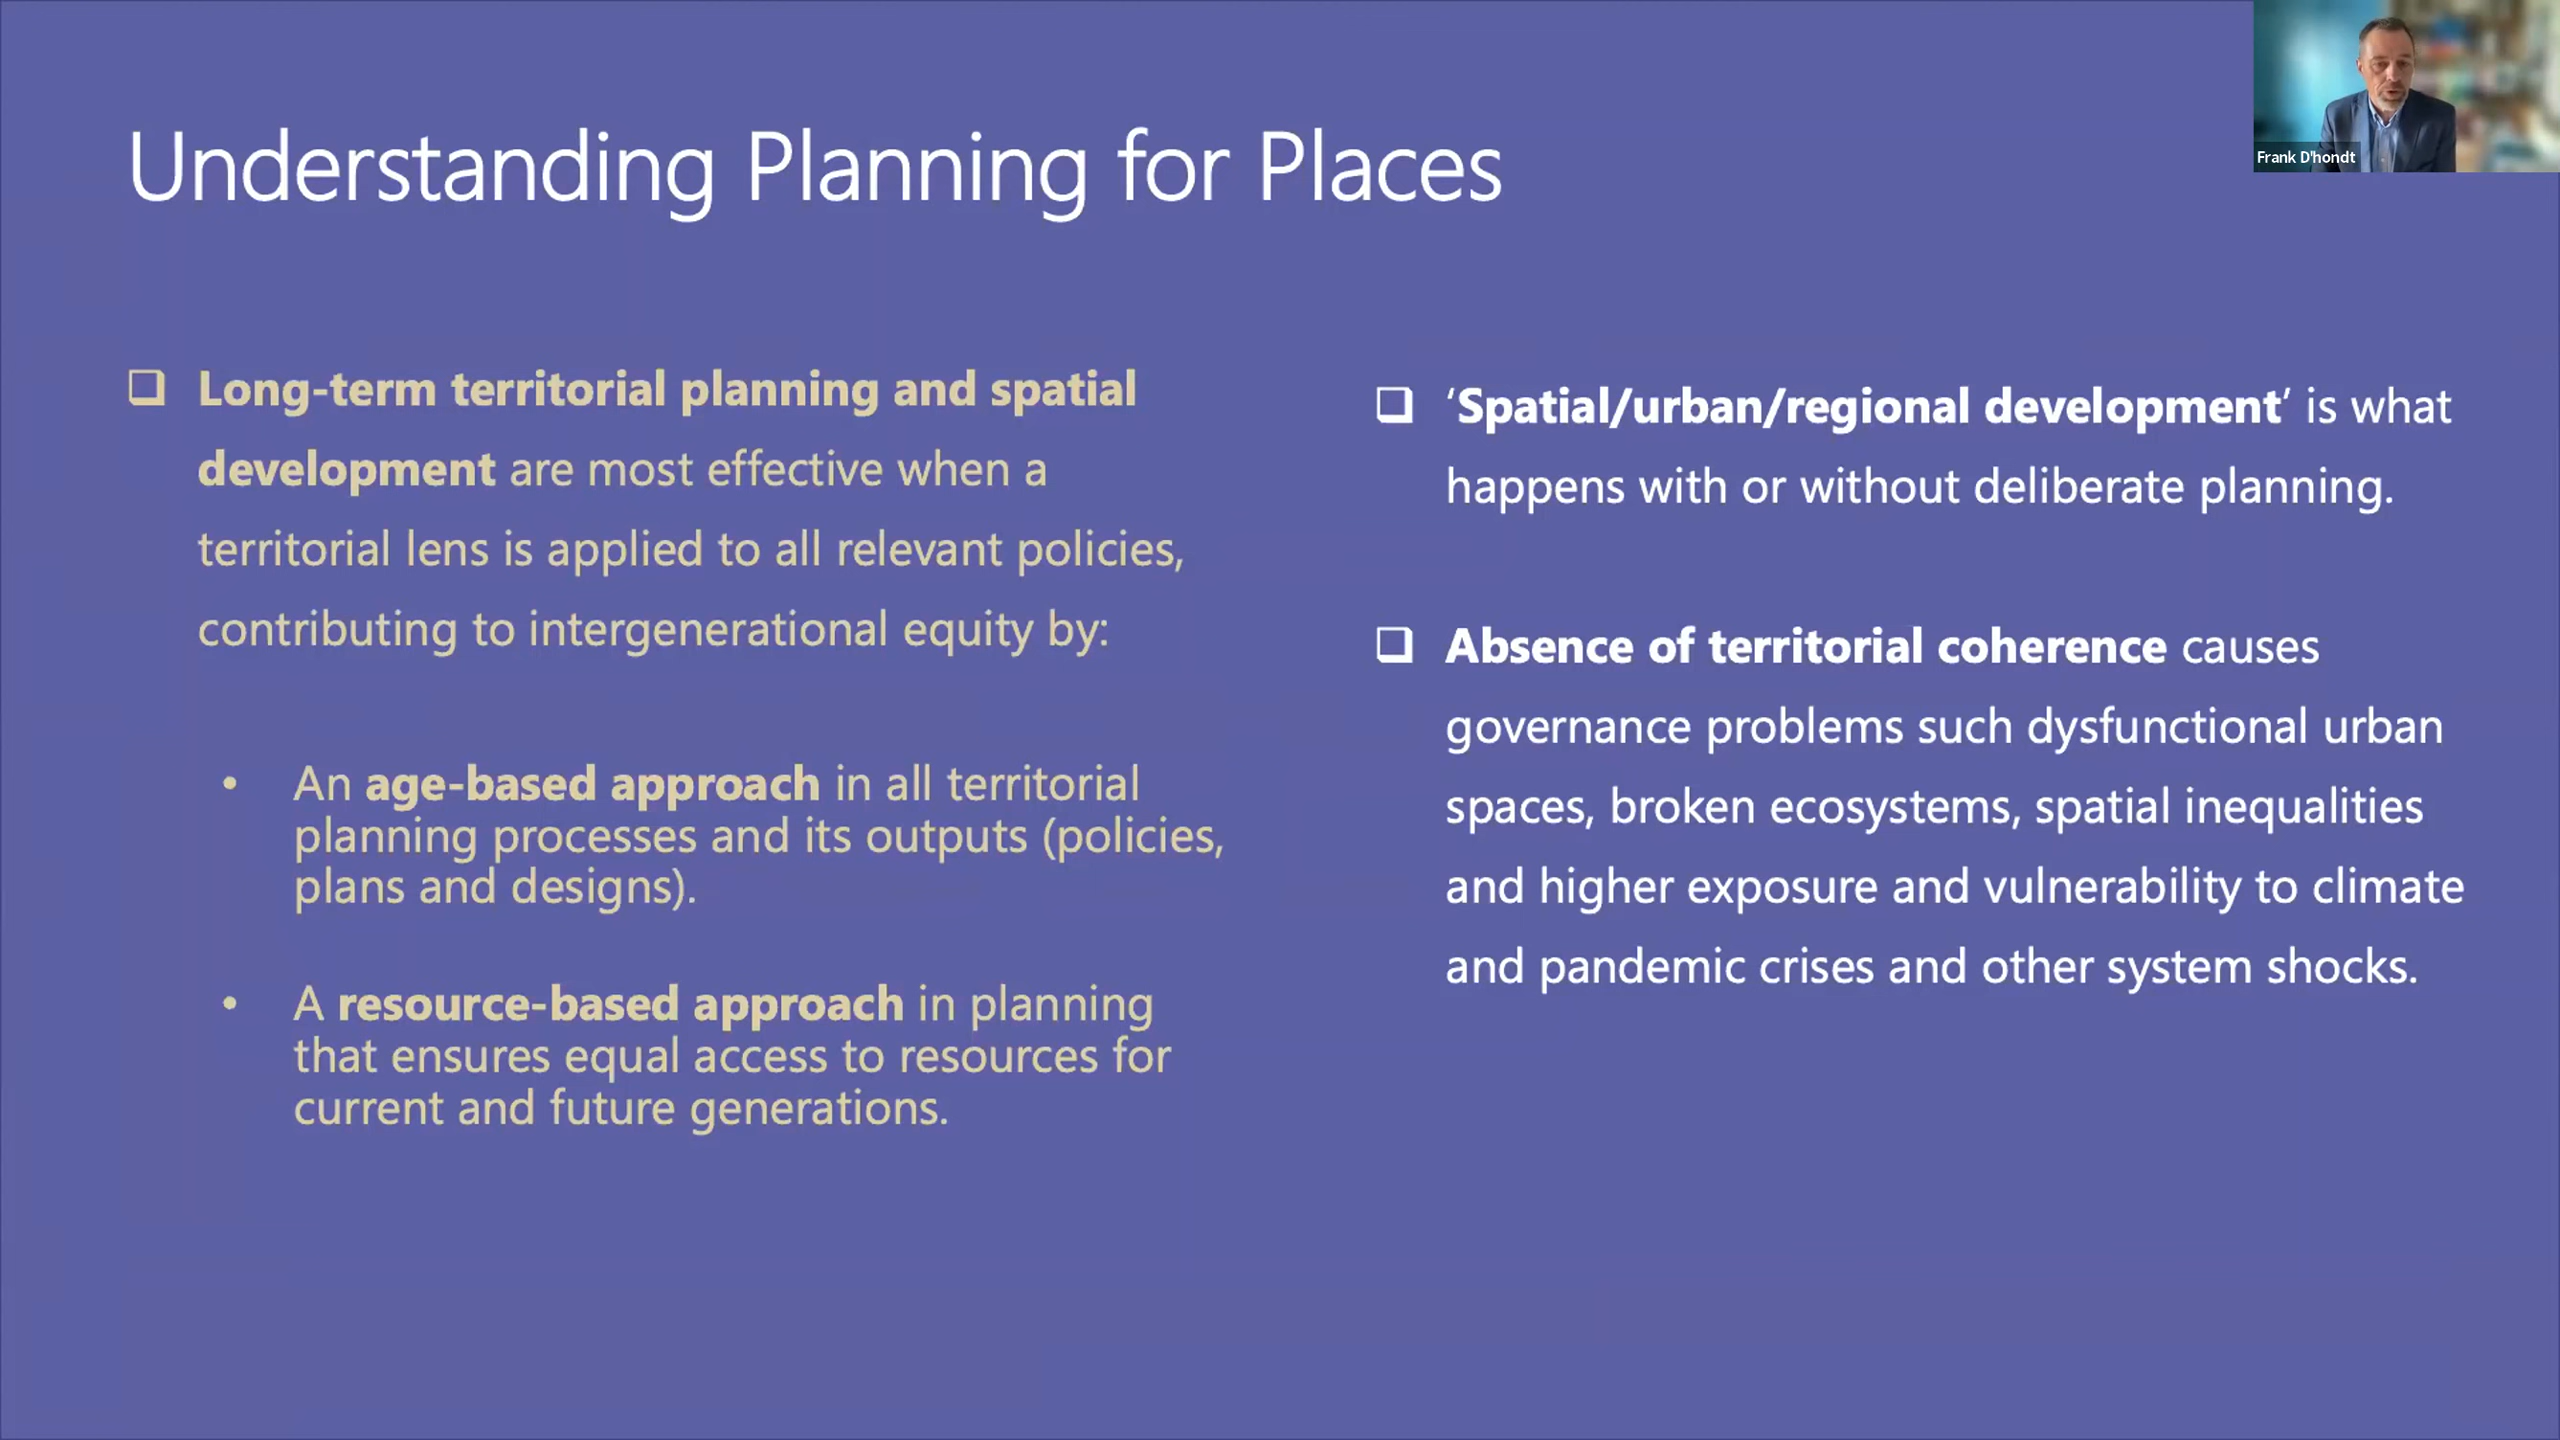 Understanding Planning for Places
Frank D'hondt
❑ Long-term territorial planning and spatial
development are most effective when a
territorial lens is applied to all relevant policies,
contributing to intergenerational equity by:
• An age-based approach in all territorial
planning processes and its outputs (policies,
plans and designs).
• A resource-based approach in planning
that ensures equal access to resources for
current and future generations.
❑ ‘Spatial/urban/regional development’ is what
happens with or without deliberate planning.
❑ Absence of territorial coherence causes
governance problems such dysfunctional urban
spaces, broken ecosystems, spatial inequalities
and higher exposure and vulnerability to climate
and pandemic crises and other system shocks.